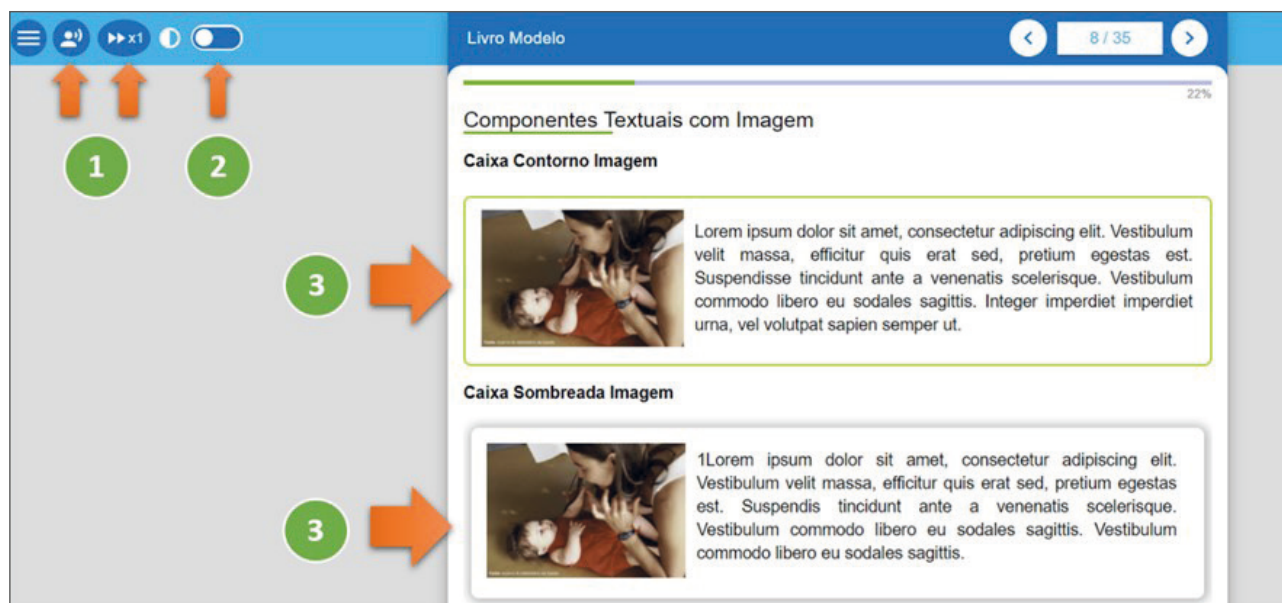 x1
Livro Modelo
8 / 35
22%
Componentes Textuais com Imagem
1
2
Caixa Contorno Imagem
3
Lorem ipsum dolor sit amet, consectetur adipiscing elit. Vestibulum
velit massa, efficitur quis erat sed, pretium egestas est.
Suspendisse tincidunt ante a venenatis scelerisque. Vestibulum
commodo libero eu sodales sagittis. Integer imperdiet imperdiet
urna, vel volutpat sapien semper ut.
Caixa Sombreada Imagem
3
1Lorem ipsum dolor sit amet, consectetur adipiscing elit.
Vestibulum velit massa, efficitur quis erat sed, pretium egestas
est. Suspendis tincidunt ante a venenatis scelerisque.
Vestibulum commodo libero eu sodales sagittis. Vestibulum
commodo libero eu sodales sagittis.